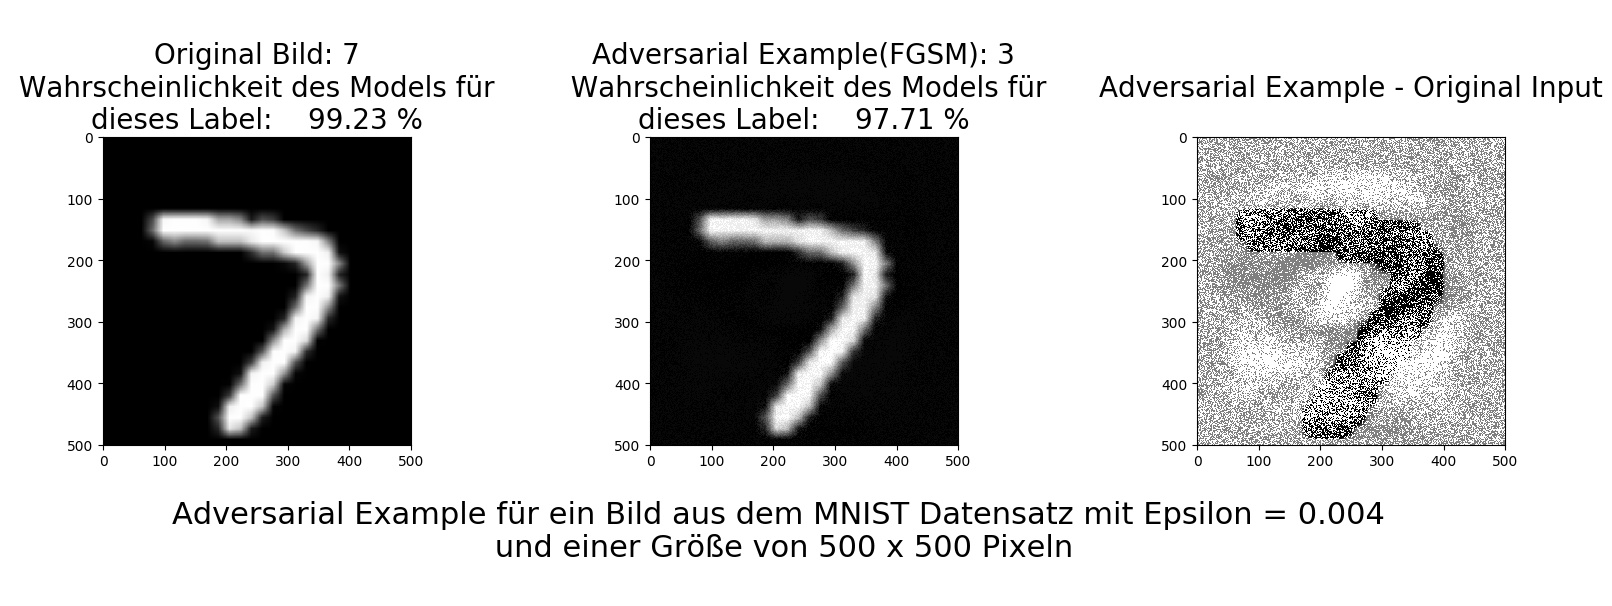 Original Bild: 7
Wahrscheinlichkeit des Models für
dieses Label:    99.23 %
0
100
200
300
400
500
0 100 200 300 400 500
Adversarial Example(FGSM): 3
Wahrscheinlichkeit des Models für
dieses Label:    97.71 %
0
100
200
300
400
500
0 100 200 300 400 500
Adversarial Example - Original Input
0
100
200
300
400
500
0 100 200 300 400 500
Adversarial Example für ein Bild aus dem MNIST Datensatz mit Epsilon = 0.004
und einer Größe von 500 x 500 Pixeln